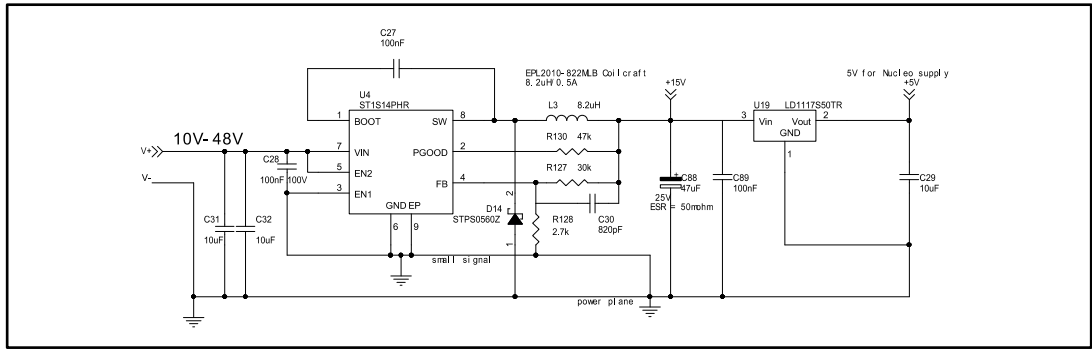 C27
100nF
EPL2010-822MLB Coilcraft
8.2uH/0.5A
+15V
5V for Nucleo supply
+5V
U4
ST1S14PHR
L3 8.2uH
U19 LD1117S50TR
1 BOOT SW 8
3 Vin Vout 2
GND
1
10V-48V
R130 47k
V+ 7 VIN PGOOD 2
C28
100nF 100V
5 EN2
R127 30k
V- 3 EN1 FB 4
C88
47uF
25V
ESR = 50mohm
C89
100nF
C29
10uF
GND EP
6 9
2
D14
STPS0560Z
1
R128
2.7k
C30
820pF
C31
10uF
C32
10uF
small signal
power plane